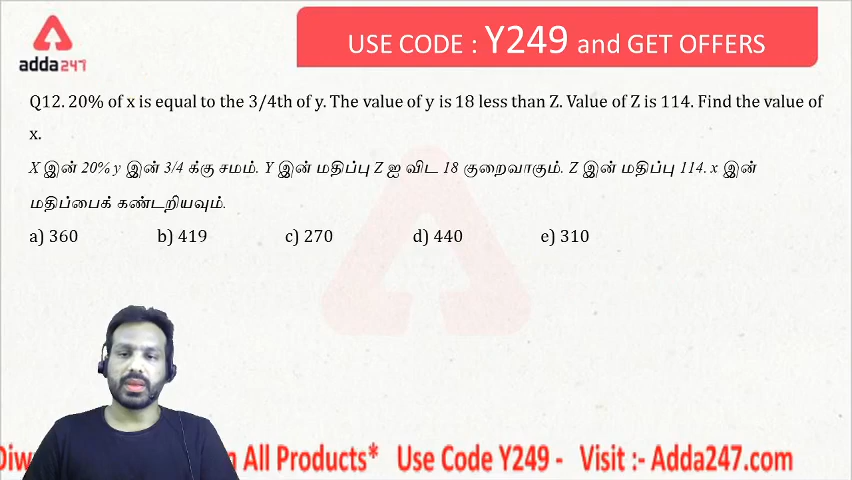 USE CODE : Y249 and GET OFFERS
adda247
Q12. 20% of x is equal to the 3/4th of y. The value of y is 18 less than Z. Value of Z is 114. Find the value of
x.
X இன் 20% y இன் 3/4 க்கு சமம். Y இன் மதிப்பு Z ஐ விட 18 குறைவாகும். Z இன் மதிப்பு 114. x இன்
மதிப்பைக் கண்டறியவும்.
a) 360 b) 419 c) 270 d) 440 e) 310
All Products* Use Code Y249 - Visit :- Adda247.com